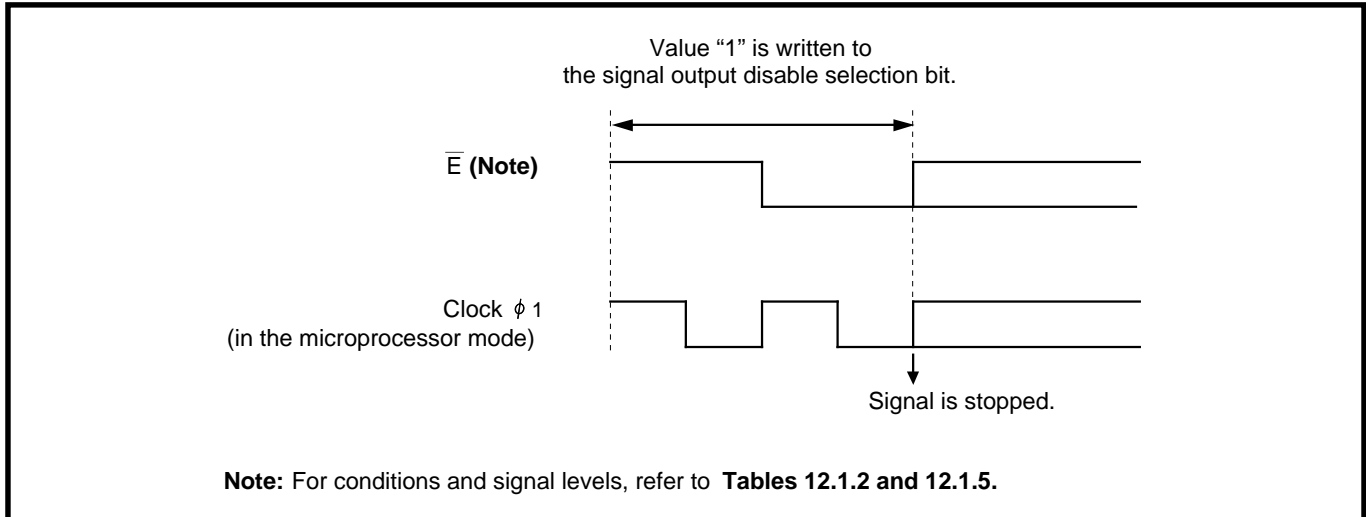 Value “1” is written to
the signal output disable selection bit.
E̅ (Note)
Clock ϕ 1
(in the microprocessor mode)
Signal is stopped.
Note: For conditions and signal levels, refer to Tables 12.1.2 and 12.1.5.